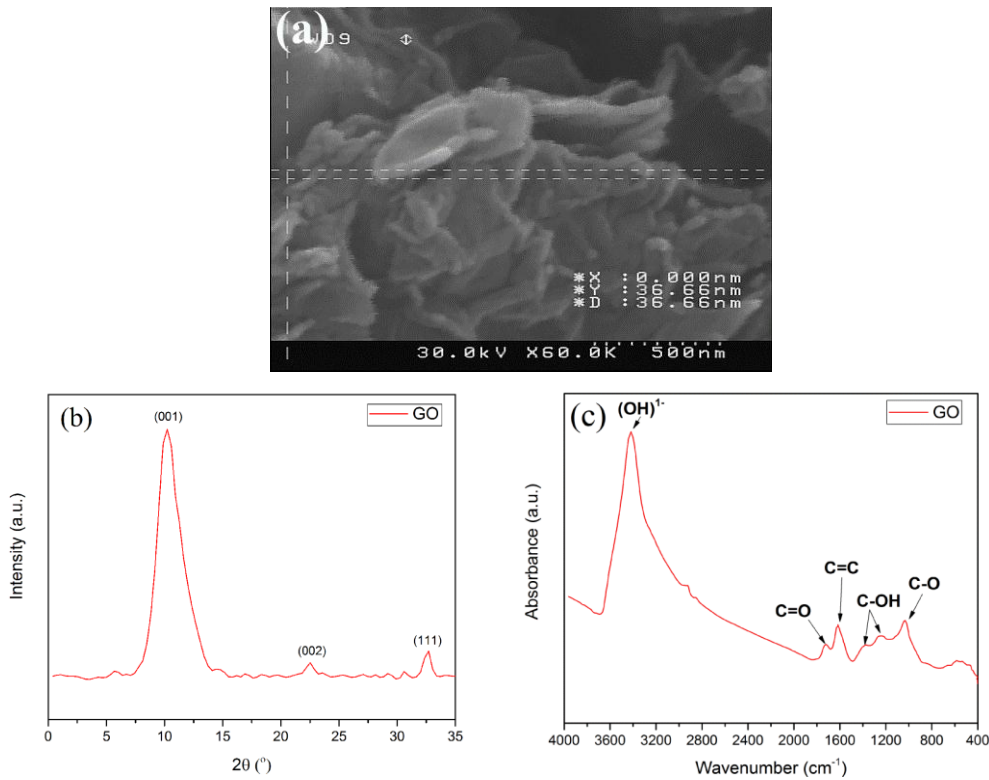 (a)
W09
*X :0.000nm
*Y :36.66nm
*D :36.66nm
30.0kV X60.0K 500nm
(b)
GO
(001)
(002)
(111)
Intensity (a.u.)
0 5 10 15 20 25 30 35
2θ (°)
(c)
GO
(OH)¹⁻
C=O
C=C
C-OH
C-O
Absorbance (a.u.)
4000 3600 3200 2800 2400 2000 1600 1200 800 400
Wavenumber (cm⁻¹)